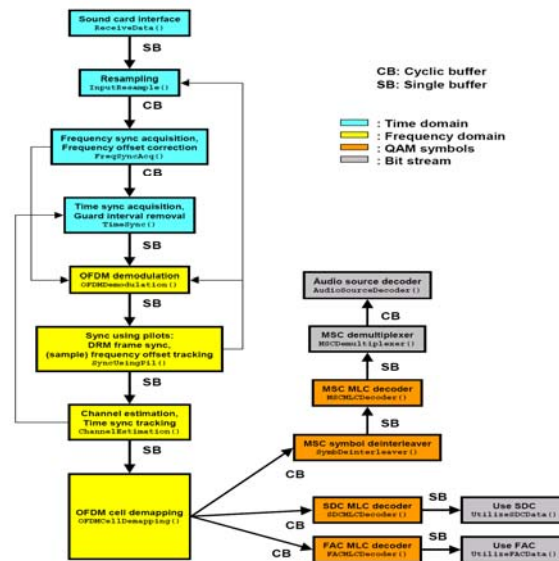 Sound card interface
ReceiveData()
SB
Resampling
InputResample()
CB
Frequency sync acquisition,
Frequency offset correction
FreqSyncAcq()
CB
Time sync acquisition,
Guard interval removal
TimeSync()
SB
OFDM demodulation
OFDMDemodulation()
SB
Sync using pilots:
DRM frame sync,
(sample) frequency offset tracking
SyncUsingPil()
SB
Channel estimation,
Time sync tracking
ChannelEstimation()
SB
OFDM cell demapping
OFDMCellDemapping()
CB: Cyclic buffer
SB: Single buffer
: Time domain
: Frequency domain
: QAM symbols
: Bit stream
Audio source decoder
AudioSourceDecoder()
CB
MSC demultiplexer
MSCDemultiplexer()
SB
MSC MLC decoder
MSCMLCDecoder()
SB
MSC symbol deinterleaver
SymbDeinterleaver()
CB
SDC MLC decoder
SDCMLCDecoder()
SB
Use SDC
UtilizeSDCData()
CB
FAC MLC decoder
FACMLCDecoder()
SB
Use FAC
UtilizeFACData()
CB